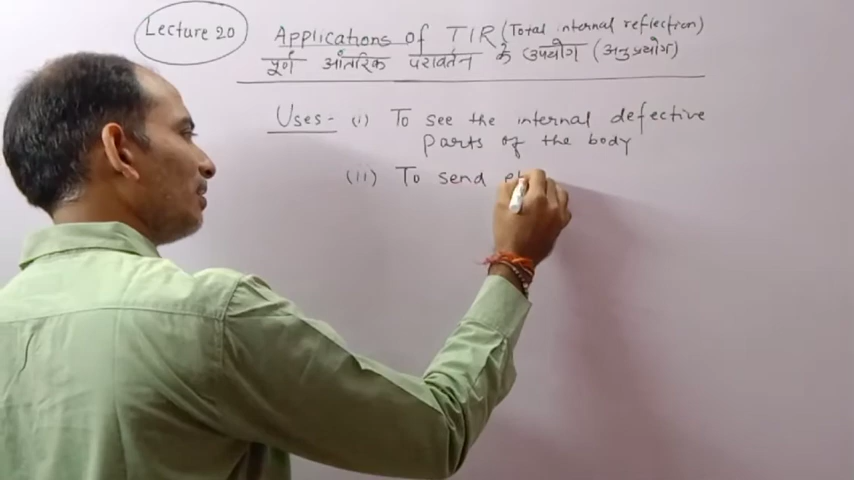 Lecture 20
Applications of TIR (Total internal reflection)
पूर्ण आंतरिक परावर्तन के उपयोग (अनुप्रयोग)
Uses:- (i) To see the internal defective
parts of the body
(ii) To send